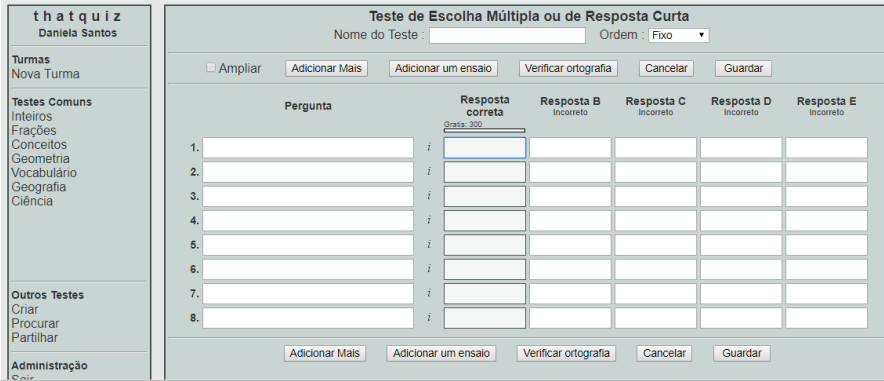 thatquiz
Daniela Santos
Turmas
Nova Turma
Testes Comuns
Inteiros
Frações
Conceitos
Geometria
Vocabulário
Geografia
Ciência
Outros Testes
Criar
Procurar
Partilhar
Administração
Sair
Teste de Escolha Múltipla ou de Resposta Curta
Nome do Teste : Ordem : Fixo
Ampliar Adicionar Mais Adicionar um ensaio Verificar ortografia Cancelar Guardar
Pergunta Resposta correta Resposta B Resposta C Resposta D Resposta E
Incorreto Incorreto Incorreto Incorreto
Gratis: 300
1. i
2. i
3. i
4. i
5. i
6. i
7. i
8. i
Adicionar Mais Adicionar um ensaio Verificar ortografia Cancelar Guardar